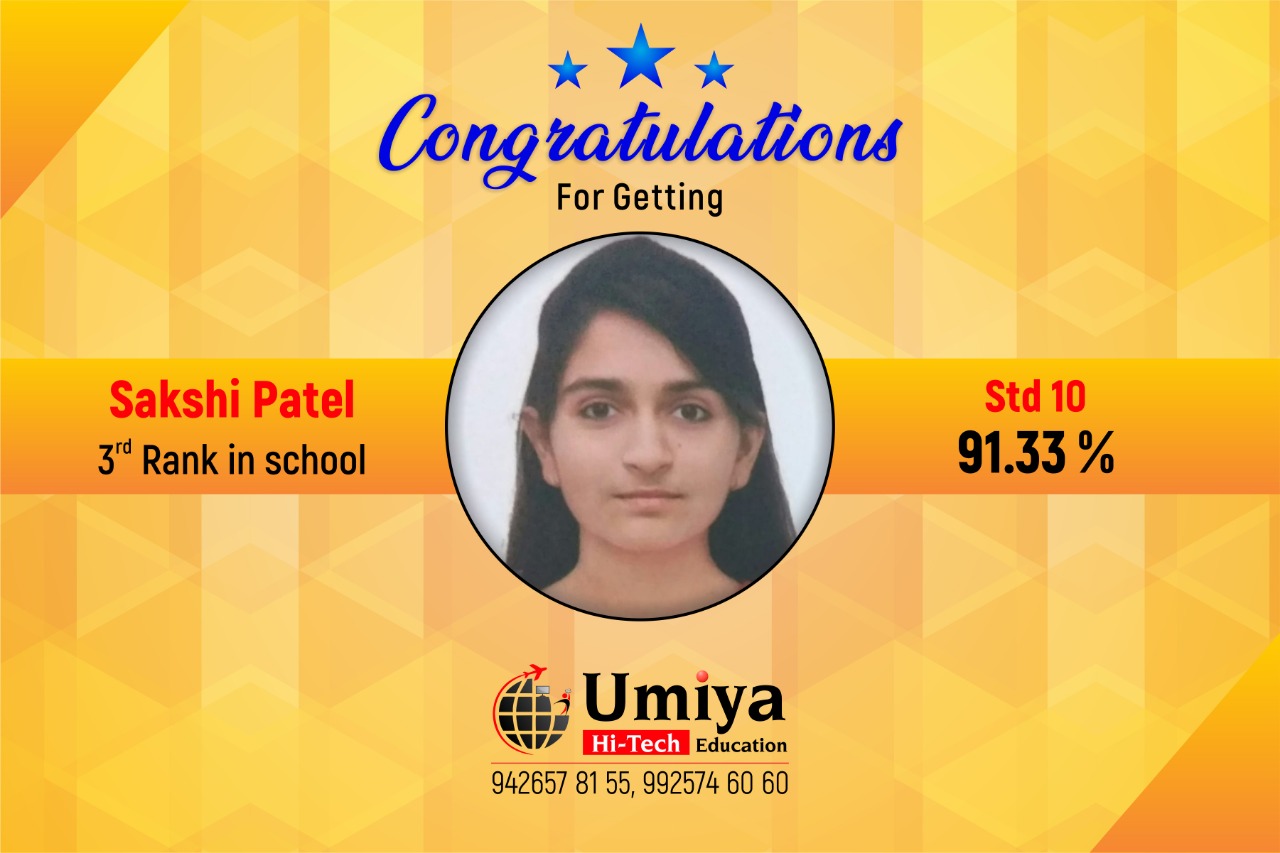 Congratulations
For Getting
Sakshi Patel
3rd Rank in school
Std 10
91.33 %
Umiya
Hi-Tech Education
942657 81 55, 992574 60 60